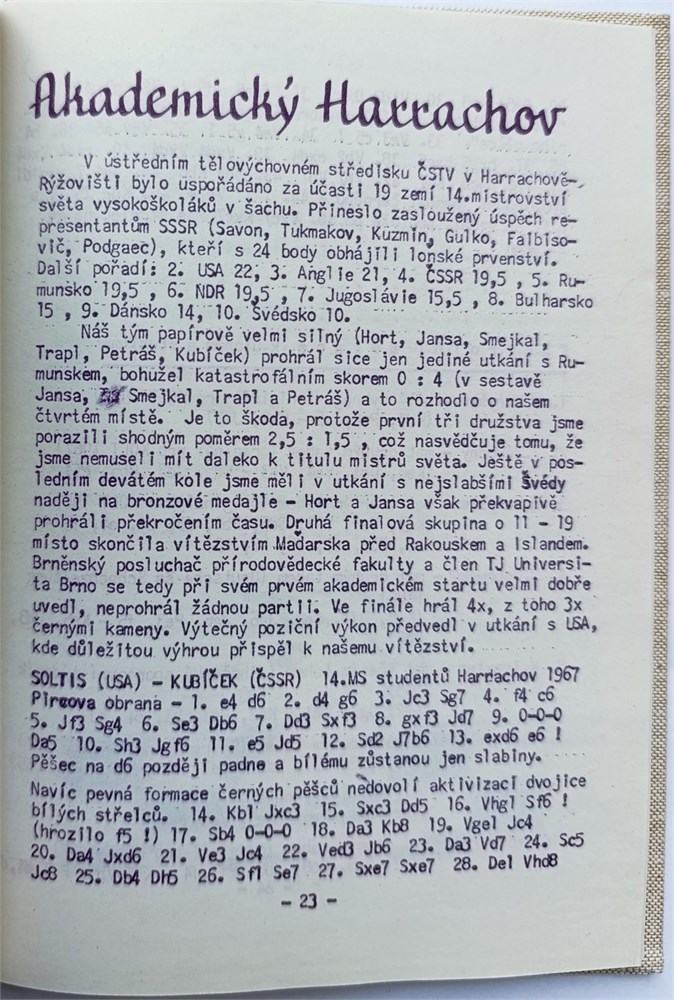 Akademický Harrachov
V ústředním tělovýchovném středisku ČSTV v Harrachově-
Rýžovišti bylo uspořádáno za účasti 19 zemí 14.mistrovství
světa vysokoškoláků v šachu. Přineslo zasloužený úspěch re-
presentantům SSSR (Savon, Tukmakov, Kuzmin, Gulko, Faibiso-
vič, Podgaec), kteří s 24 body obhájili loňské prvenství.
Další pořadí: 2. USA 22, 3. Anglie 21, 4. ČSSR 19,5 , 5. Ru-
munsko 19,5 , 6. NDR 19,5 , 7. Jugoslávie 15,5 , 8. Bulharsko
15 , 9. Dánsko 14, 10. Švédsko 10.
Náš tým papírově velmi silný (Hort, Jansa, Smejkal,
Trapl, Petráš, Kubíček) prohrál sice jen jediné utkání s Ru-
munskem, bohužel katastrofálním skorem 0 : 4 (v sestavě
Jansa, Smejkal, Trapl a Petráš) a to rozhodlo o našem
čtvrtém místě. Je to škoda, protože první tři družstva jsme
porazili shodným poměrem 2,5 : 1,5 , což nasvědčuje tomu, že
jsme nemuseli mít daleko k titulu mistrů světa. Ještě v pos-
ledním devátém kole jsme měli v utkání s nejslabšími Švédy
naději na bronzové medajle - Hort a Jansa však překvapivě
prohráli překročením času. Druhá finalová skupina o 11 - 19
místo skončila vítězstvím Maďarska před Rakouskem a Islandem.
Brněnský posluchač přírodovědecké fakulty a člen TJ Universi-
ta Brno se tedy při svém prvém akademickém startu velmi dobře
uvedl, neprohrál žádnou partii. Ve finále hrál 4x, z toho 3x
černými kameny. Výtečný poziční výkon předvedl v utkání s USA,
kde důležitou výhrou přispěl k našemu vítězství.
SOLTIS (USA) - KUBÍČEK (ČSSR) 14.MS studentů Harrachov 1967
Pircova obrana - 1. e4 d6 2. d4 g6 3. Jc3 Sg7 4. f4 c6
5. Jf3 Sg4 6. Se3 Db6 7. Dd3 Sxf3 8. gxf3 Jd7 9. 0-0-0
Da5 10. Sh3 Jgf6 11. e5 Jd5 12. Sd2 J7b6 13. exd6 e6 !
Pěšec na d6 později padne a bílému zůstanou jen slabiny.
Navíc pevná formace černých pěšců nedovolí aktivizaci dvojice
bílých střelců. 14. Kb1 Jxc3 15. Sxc3 Dd5 16. Vhg1 Sf6 !
(hrozilo f5 !) 17. Sb4 0-0-0 18. Da3 Kb8 19. Vge1 Jc4
20. Da4 Jxd6 21. Ve3 Jc4 22. Ved3 Jb6 23. Da3 Vd7 24. Sc5
Jc8 25. Db4 Dh5 26. Sf1 Se7 27. Sxe7 Sxe7 28. De1 Vhd8
- 23 -